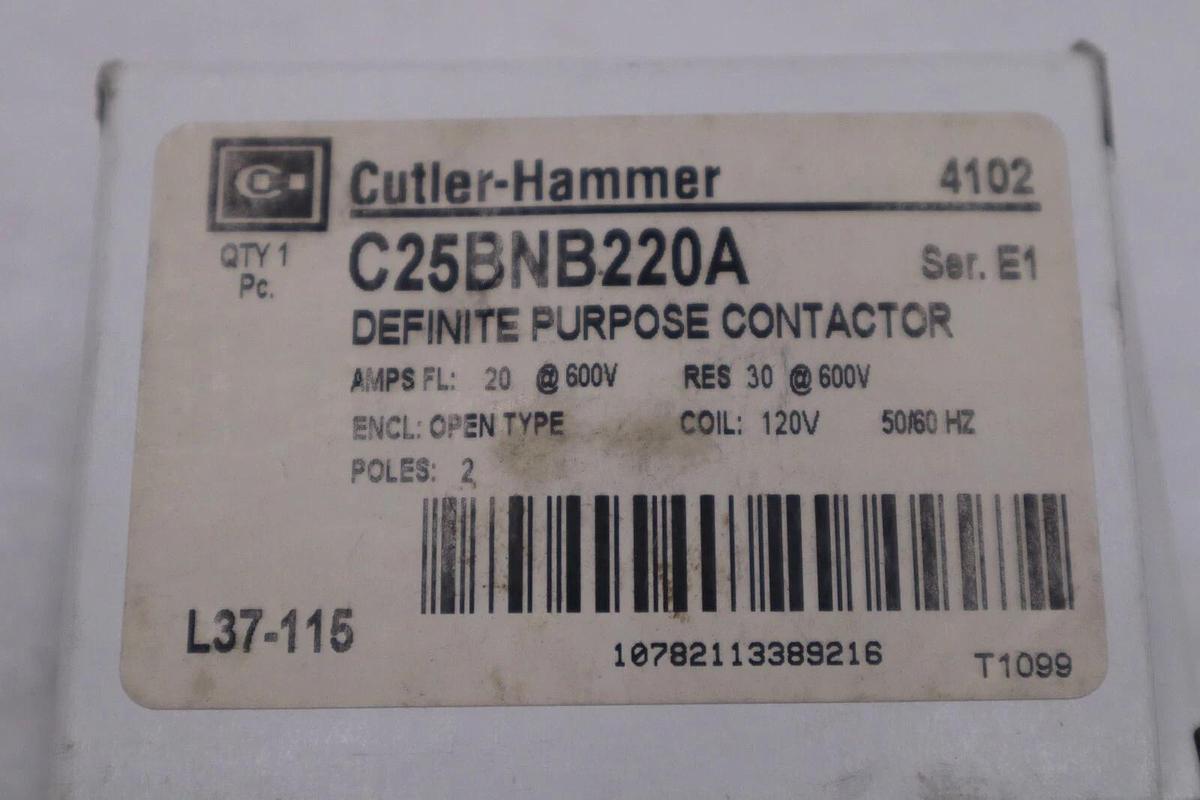 Cutler-Hammer 4102
QTY 1
Pc.
C25BNB220A Ser. E1
DEFINITE PURPOSE CONTACTOR
AMPS FL: 20 @ 600V RES 30 @ 600V
ENCL: OPEN TYPE COIL: 120V 50/60 HZ
POLES: 2
L37-115
10782113389216
T1099